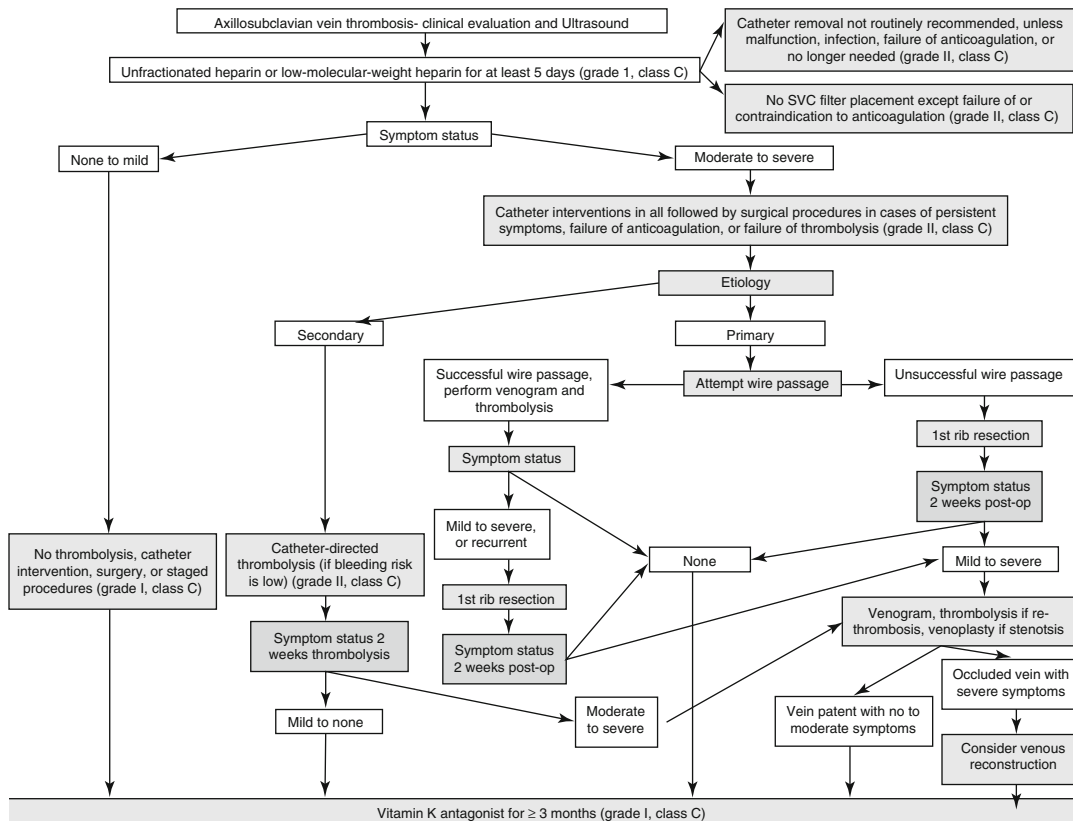 Axillosubclavian vein thrombosis- clinical evaluation and Ultrasound
Catheter removal not routinely recommended, unless
malfunction, infection, failure of anticoagulation, or
no longer needed (grade II, class C)
Unfractionated heparin or low-molecular-weight heparin for at least 5 days (grade 1, class C)
No SVC filter placement except failure of or
contraindication to anticoagulation (grade II, class C)
Symptom status
None to mild
Moderate to severe
Catheter interventions in all followed by surgical procedures in cases of persistent
symptoms, failure of anticoagulation, or failure of thrombolysis (grade II, class C)
Etiology
Secondary
Primary
Successful wire passage,
perform venogram and
thrombolysis
Attempt wire passage
Unsuccessful wire passage
1st rib resection
Symptom status
Symptom status
2 weeks post-op
Mild to severe,
or recurrent
No thrombolysis, catheter
intervention, surgery, or staged
procedures (grade I, class C)
Catheter-directed
thrombolysis (if bleeding risk
is low) (grade II, class C)
None
Mild to severe
1st rib resection
Venogram, thrombolysis if re-
thrombosis, venoplasty if stenotsis
Symptom status 2
weeks thrombolysis
Symptom status
2 weeks post-op
Occluded vein with
severe symptoms
Mild to none
Moderate
to severe
Vein patent with no to
moderate symptoms
Consider venous
reconstruction
Vitamin K antagonist for ≥ 3 months (grade I, class C)